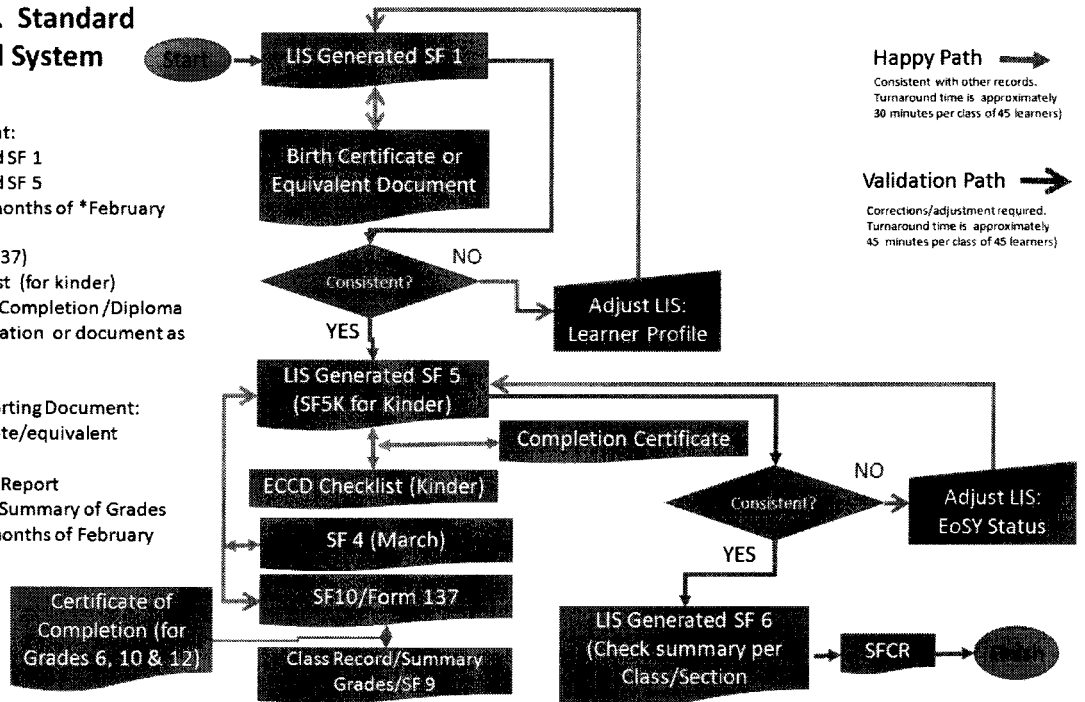 . Standard
System
Start
LIS Generated SF 1
Happy Path
Consistent with other records.
Turnaround time is approximately
30 minutes per class of 45 learners)
SF 1
SF 5
months of *February
Birth Certificate or
Equivalent Document
Validation Path
Corrections/adjustment required.
Turnaround time is approximately
45 minutes per class of 45 learners)
37)
st (for kinder)
Completion /Diploma
ation or document as
Consistent?
NO
YES
Adjust LIS:
Learner Profile
LIS Generated SF 5
(SF5K for Kinder)
rting Document:
te/equivalent
Completion Certificate
Report
Summary of Grades
months of February
ECCD Checklist (Kinder)
Consistent?
NO
YES
Adjust LIS:
EoSY Status
SF 4 (March)
SF10/Form 137
Certificate of
Completion (for
Grades 6, 10 & 12)
Class Record/Summary
Grades/SF 9
LIS Generated SF 6
(Check summary per
Class/Section
SFCR
Finish